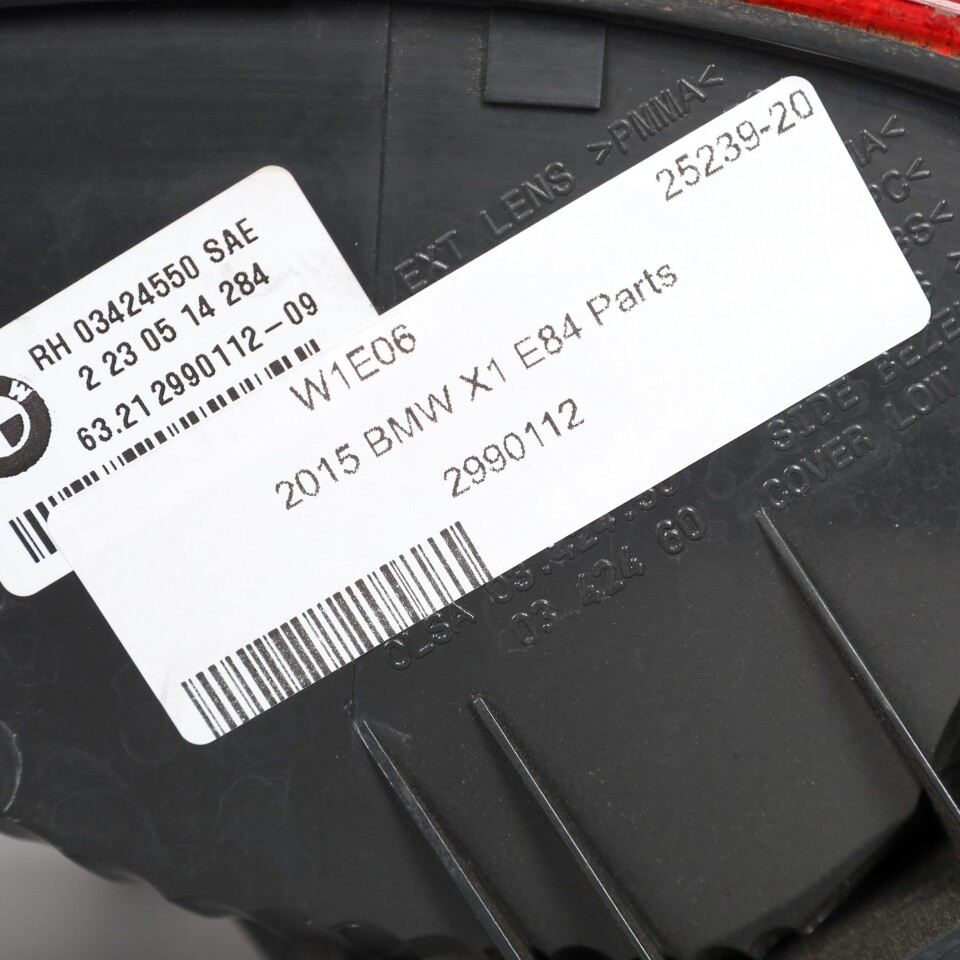 EXT LENS >PMMA<
RH 03424550 SAE
2 23 05 14 284
63.21 2990112-09
25239-20
W1E06
2015 BMW X1 E84 Parts
2990112
SIDE BEZEL
COVER LOW
OLSA
03.424.60